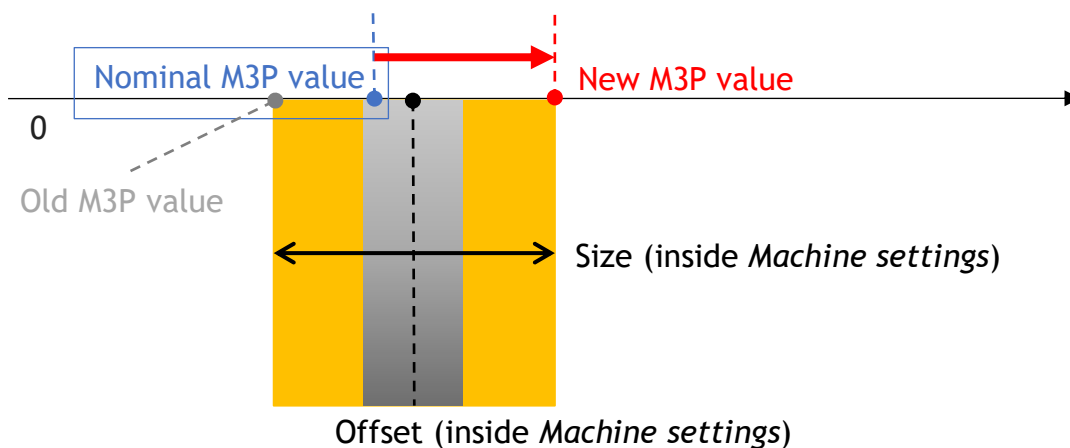 Nominal M3P value
New M3P value
0
Old M3P value
Size (inside Machine settings)
Offset (inside Machine settings)